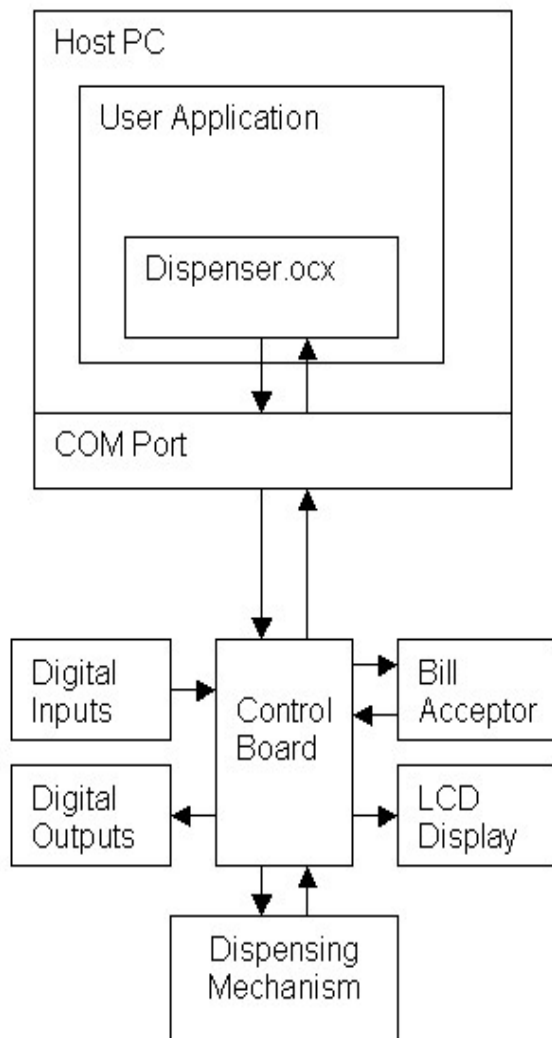 Host PC
User Application
Dispenser.ocx
COM Port
Digital
Inputs
Control
Board
Bill
Acceptor
Digital
Outputs
LCD
Display
Dispensing
Mechanism